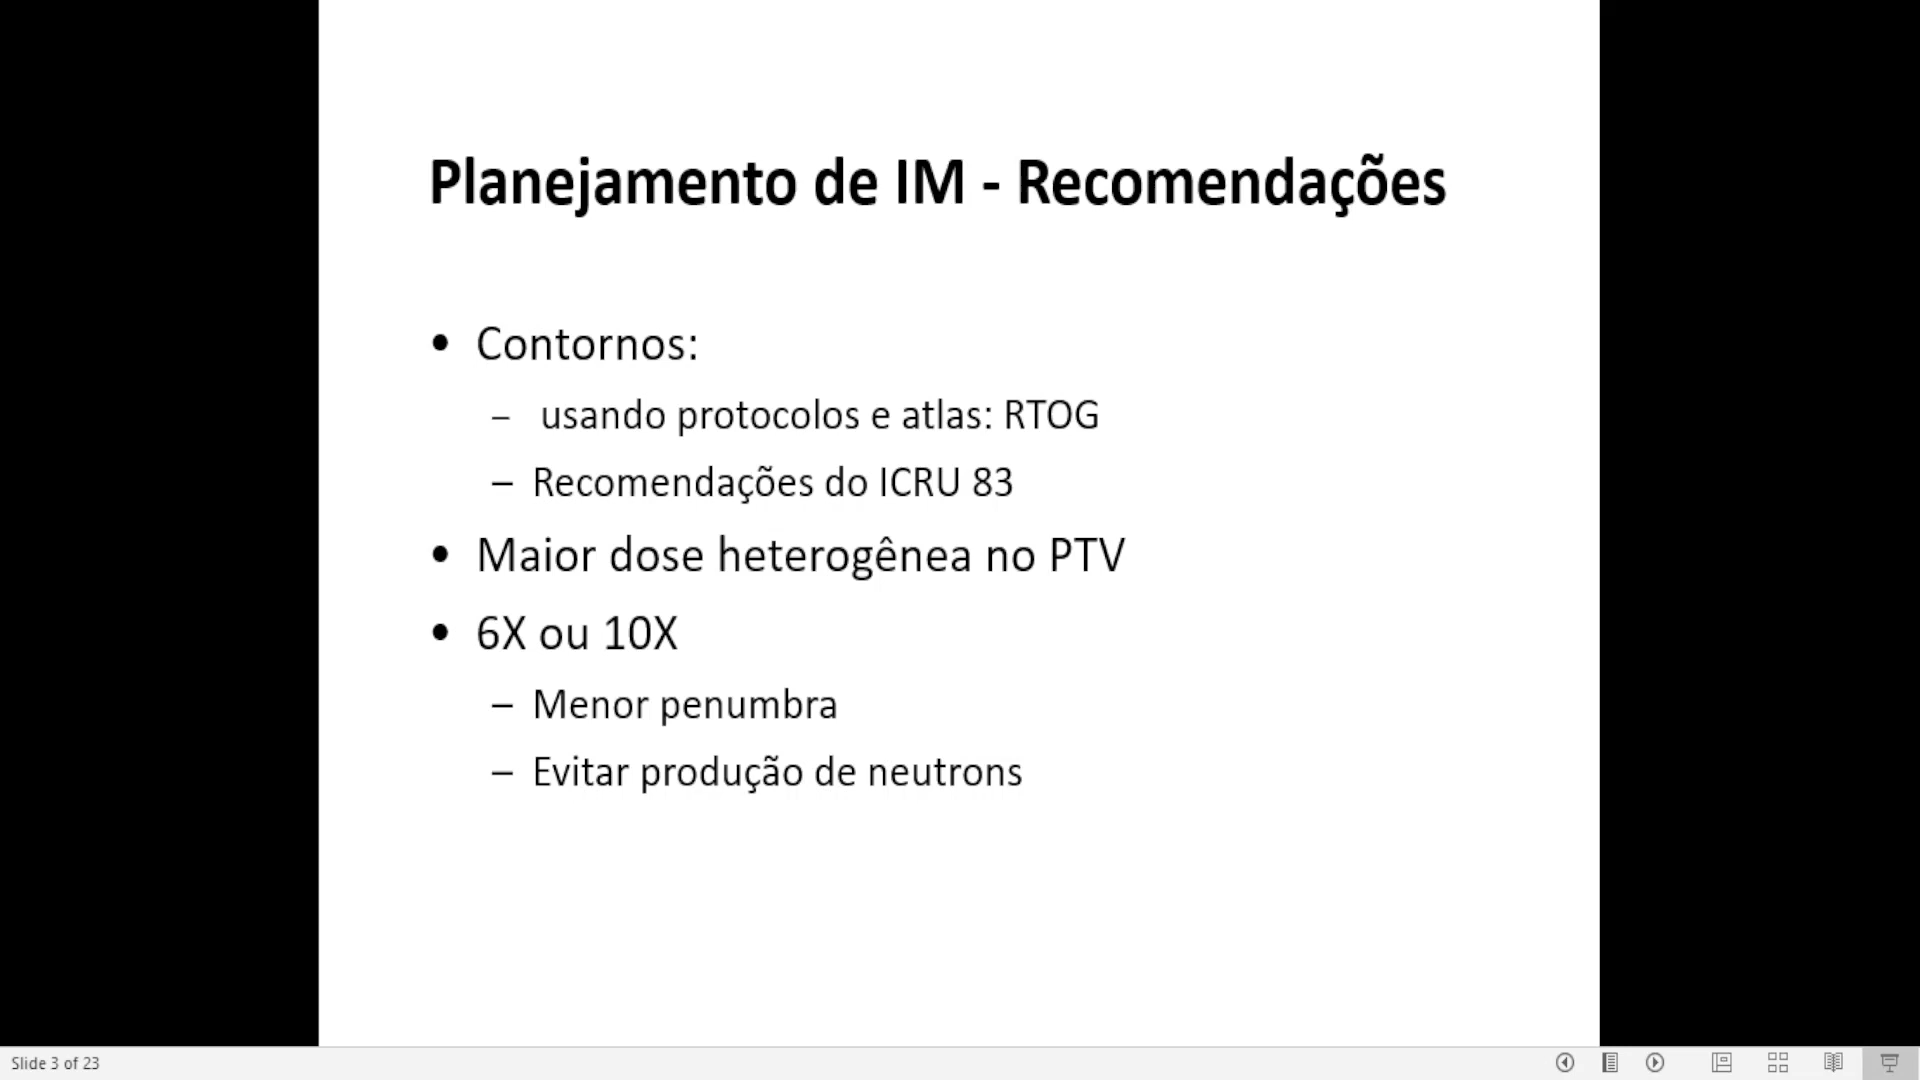 Planejamento de IM - Recomendações
• Contornos:
– usando protocolos e atlas: RTOG
– Recomendações do ICRU 83
• Maior dose heterogênea no PTV
• 6X ou 10X
– Menor penumbra
– Evitar produção de neutrons
Slide 3 of 23